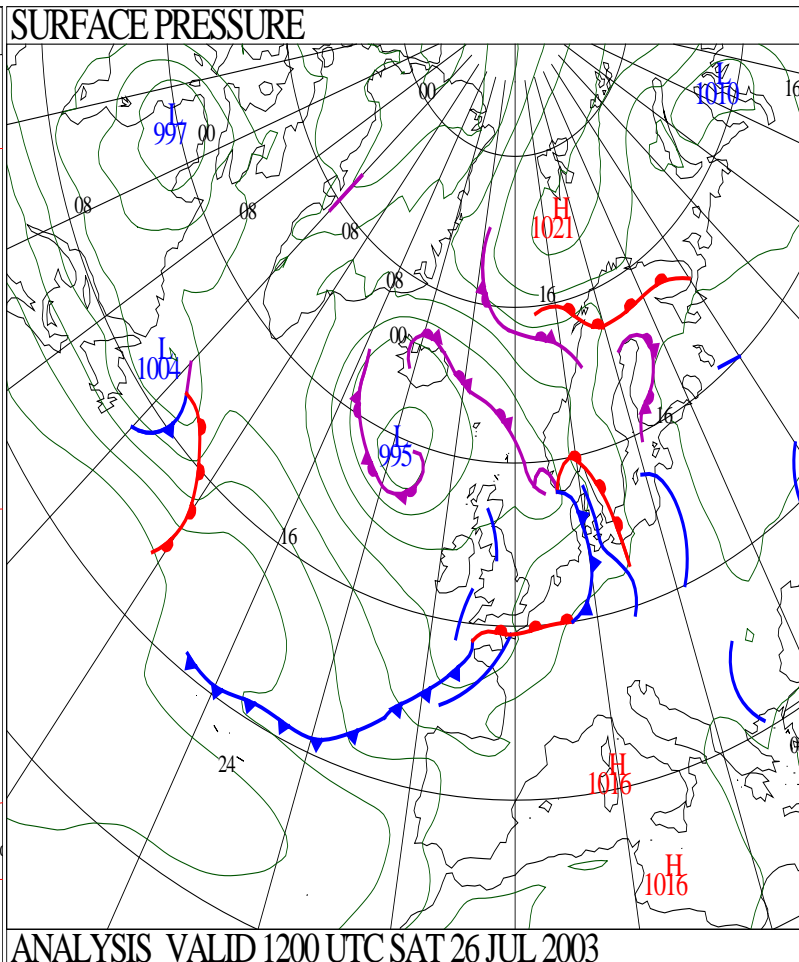 SURFACE PRESSURE
00
L
1010
16
L
997
00
08
08
H
1021
08
08
16
00
L
1004
16
L
995
16
24
H
1016
H
1016
ANALYSIS VALID 1200 UTC SAT 26 JUL 2003